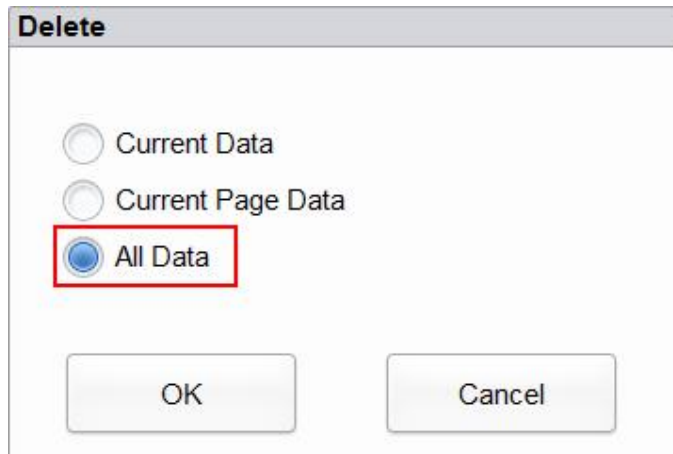 Delete
Current Data
Current Page Data
All Data
OK
Cancel